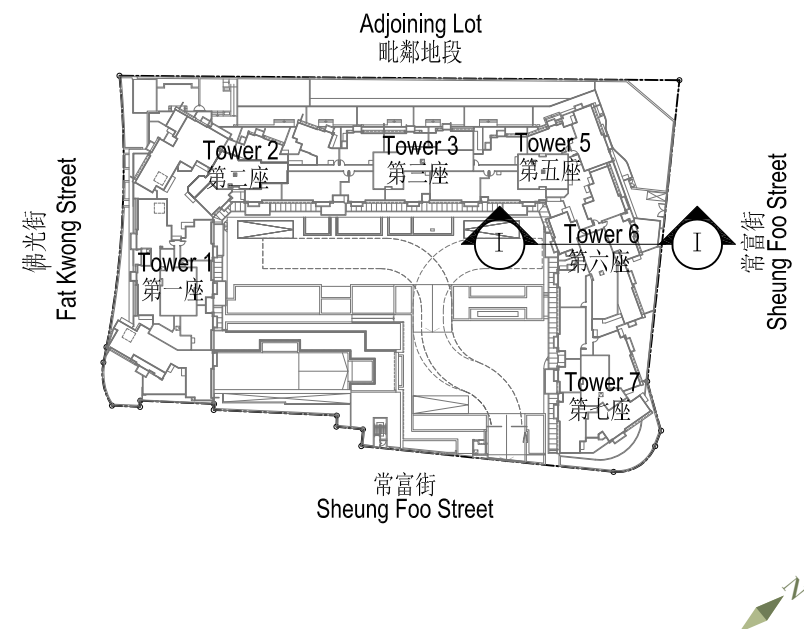 Adjoining Lot
毗鄰地段
Tower 2
第二座
Tower 3
第三座
Tower 5
第五座
佛光街
Fat Kwong Street
常富街
Sheung Foo Street
Tower 1
第一座
Tower 6
第六座
I
I
Tower 7
第七座
常富街
Sheung Foo Street
N